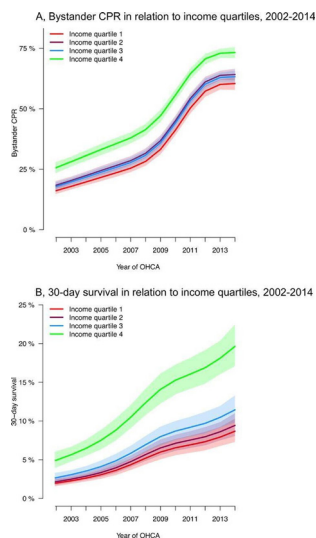 A, Bystander CPR in relation to income quartiles, 2002-2014
Income quartile 1
Income quartile 2
Income quartile 3
Income quartile 4
75 %
50 %
25 %
0 %
Bystander CPR
2003 2005 2007 2009 2011 2013
Year of OHCA
B, 30-day survival in relation to income quartiles, 2002-2014
25 %
Income quartile 1
Income quartile 2
Income quartile 3
Income quartile 4
20 %
15 %
10 %
5 %
0 %
30-day survival
2003 2005 2007 2009 2011 2013
Year of OHCA